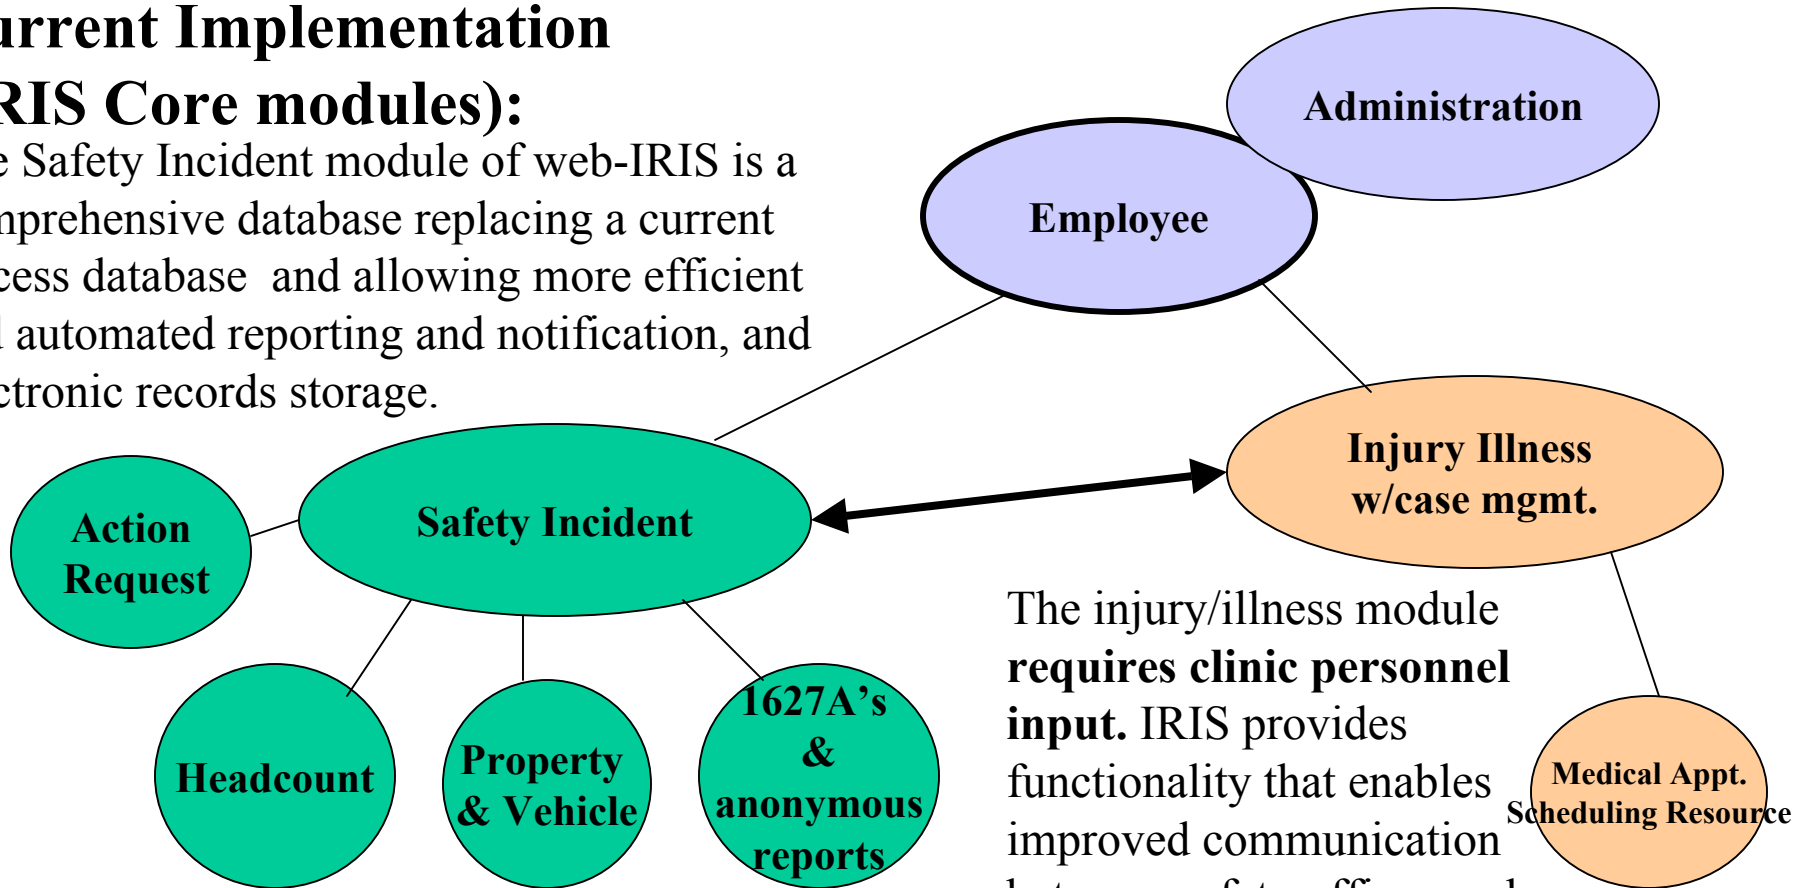 urrent Implementation
RIS Core modules):
e Safety Incident module of web-IRIS is a
mprehensive database replacing a current
cess database and allowing more efficient
d automated reporting and notification, and
ctronic records storage.
Administration
Employee
Injury Illness
w/case mgmt.
Safety Incident
Action
Request
Headcount
Property
& Vehicle
1627A's
&
anonymous
reports
The injury/illness module
requires clinic personnel
input. IRIS provides
functionality that enables
improved communication
Medical Appt.
Scheduling Resource